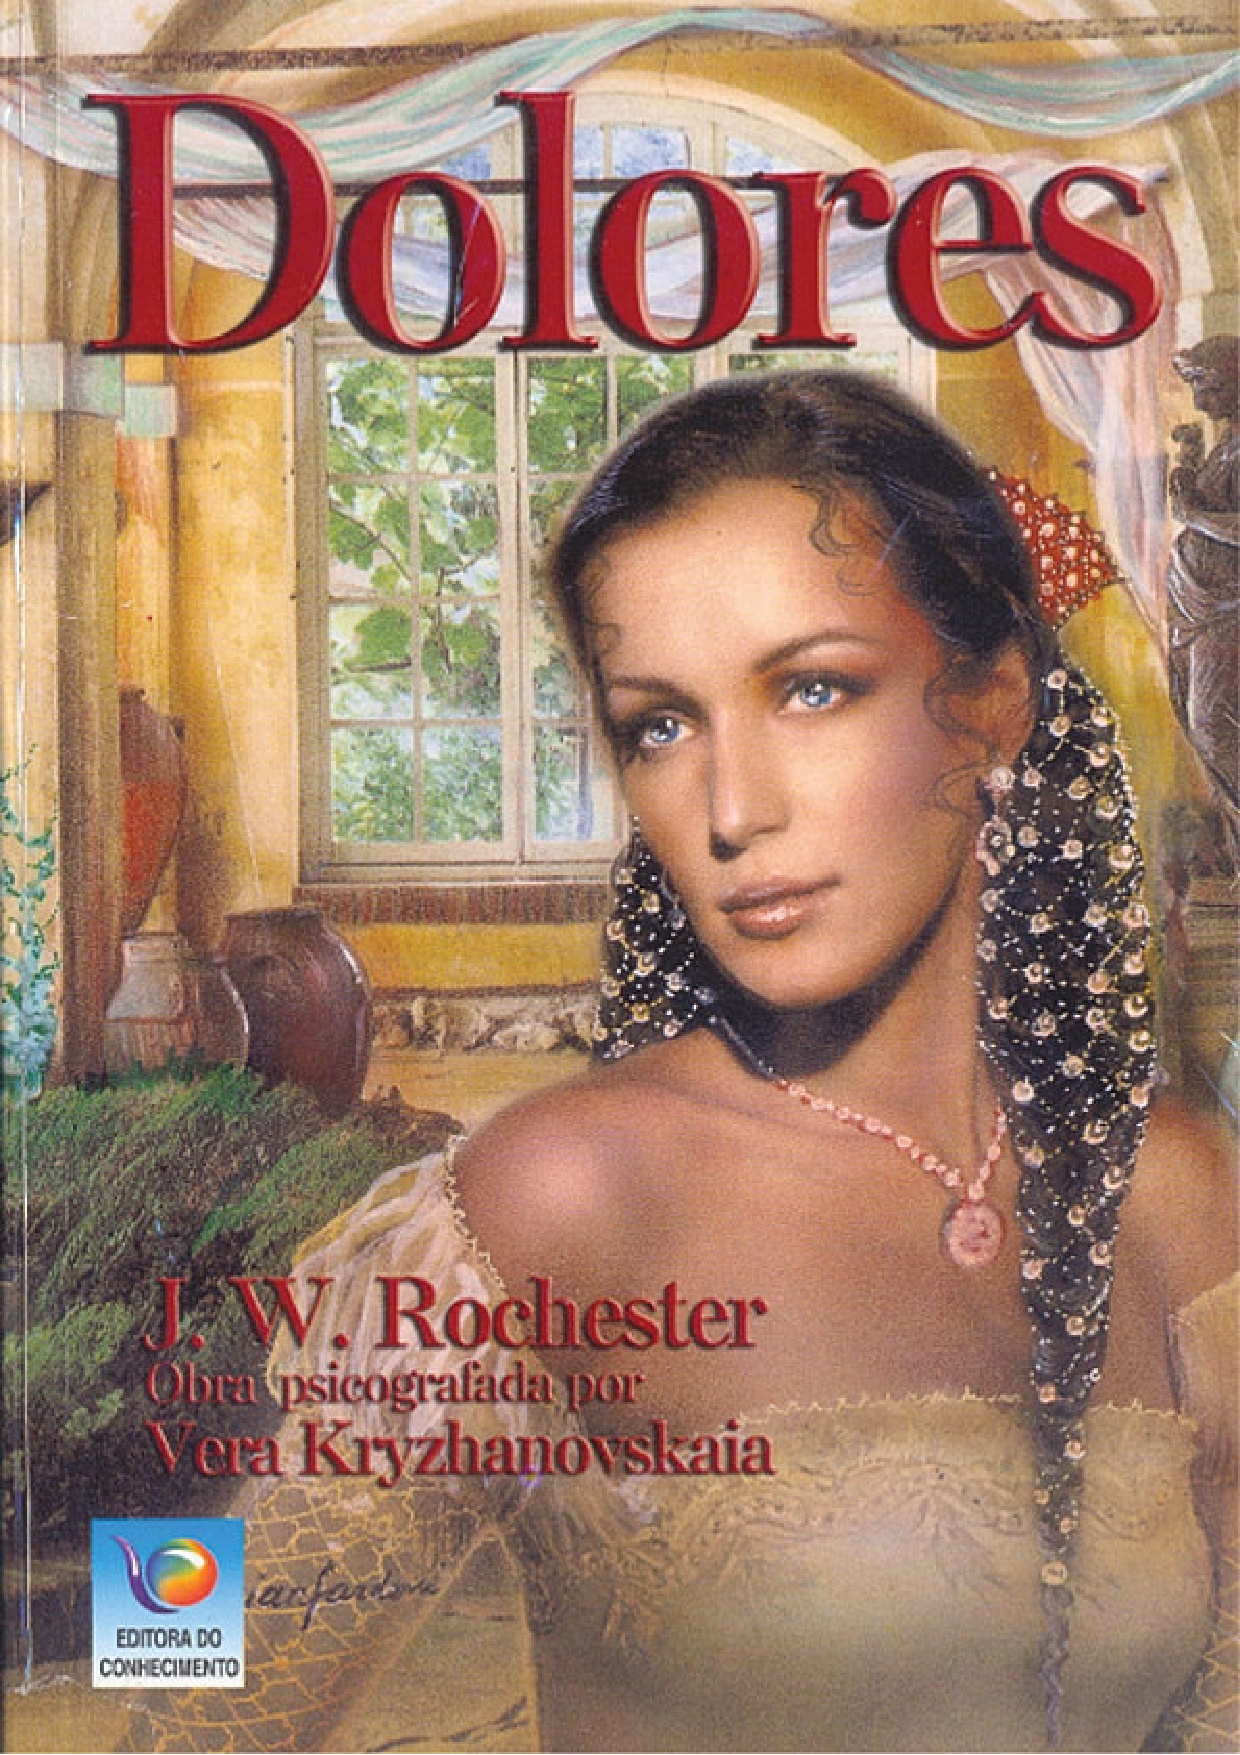 Dolores
J. W. Rochester
Obra psicografada por
Vera Kryzhanovskaia
EDITORA DO
CONHECIMENTO